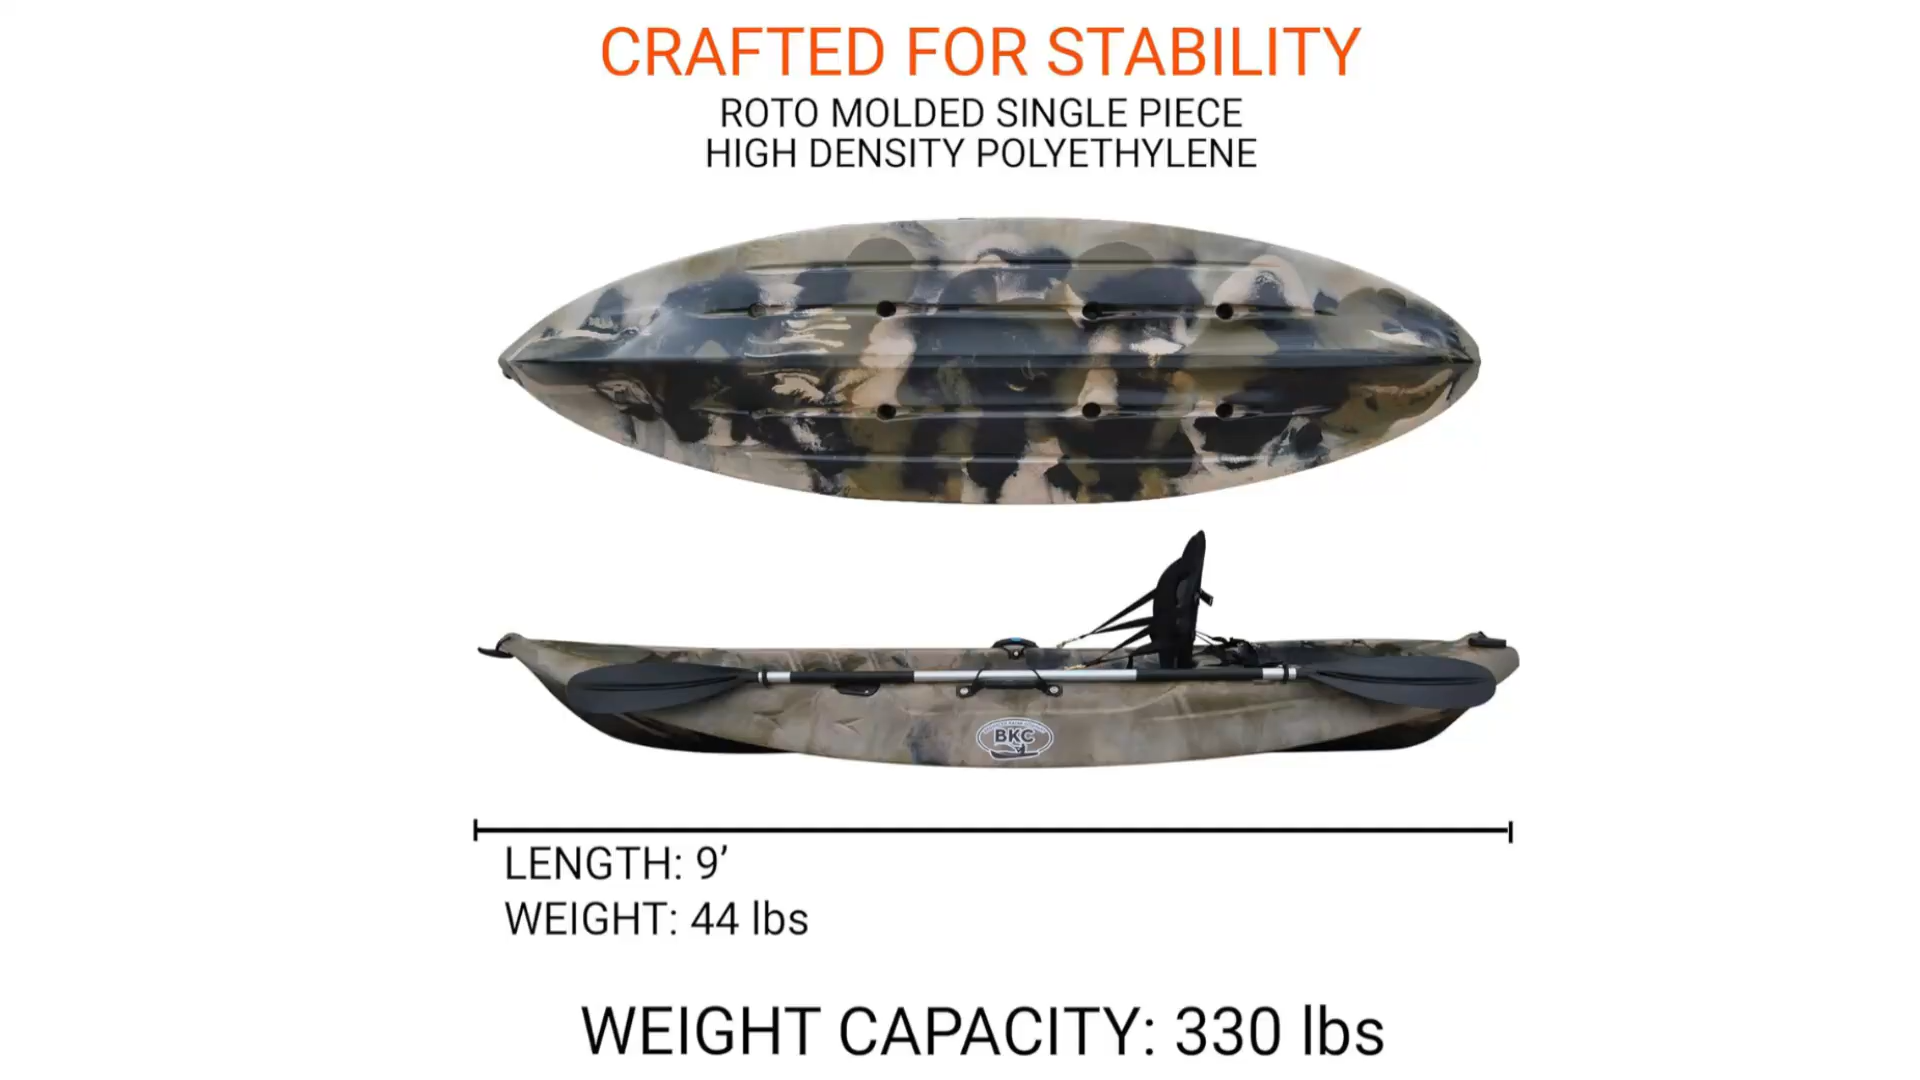 CRAFTED FOR STABILITY
ROTO MOLDED SINGLE PIECE
HIGH DENSITY POLYETHYLENE
BKC
LENGTH: 9’
WEIGHT: 44 lbs
WEIGHT CAPACITY: 330 lbs